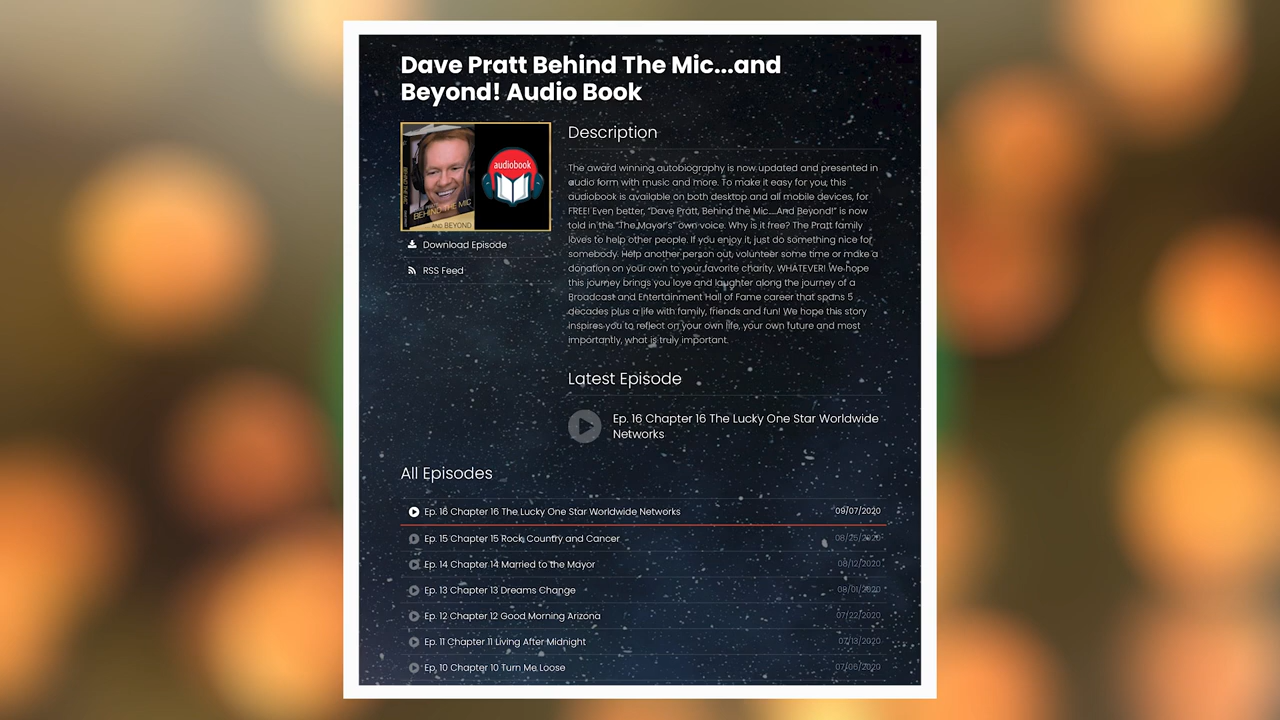 Dave Pratt Behind The Mic...and
Beyond! Audio Book
audiobook
BEHIND THE MIC
AND BEYOND
Download Episode
RSS Feed
Description
The award winning autobiography is now updated and presented in
audio form with music and more. To make it easy for you, this
audiobook is available on both desktop and all mobile devices, for
FREE! Even better, "Dave Pratt, Behind the Mic....And Beyond!" is now
told in the "The Mayor's" own voice. Why is it free? The Pratt family
loves to help other people. If you enjoy it, just do something nice for
somebody. Help another person out, volunteer some time or make a
donation on your own to your favorite charity. WHATEVER! We hope
this journey brings you love and laughter along the journey of a
Broadcast and Entertainment Hall of Fame career that spans 5
decades plus a life with family, friends and fun! We hope this story
inspires you to reflect on your own life, your own future and most
importantly, what is truly important.
Latest Episode
Ep. 16 Chapter 16 The Lucky One Star Worldwide
Networks
All Episodes
Ep. 16 Chapter 16 The Lucky One Star Worldwide Networks 09/07/2020
Ep. 15 Chapter 15 Rock, Country and Cancer 08/25/2020
Ep. 14 Chapter 14 Married to the Mayor 08/12/2020
Ep. 13 Chapter 13 Dreams Change 08/01/2020
Ep. 12 Chapter 12 Good Morning Arizona 07/22/2020
Ep. 11 Chapter 11 Living After Midnight 07/13/2020
Ep. 10 Chapter 10 Turn Me Loose 07/06/2020